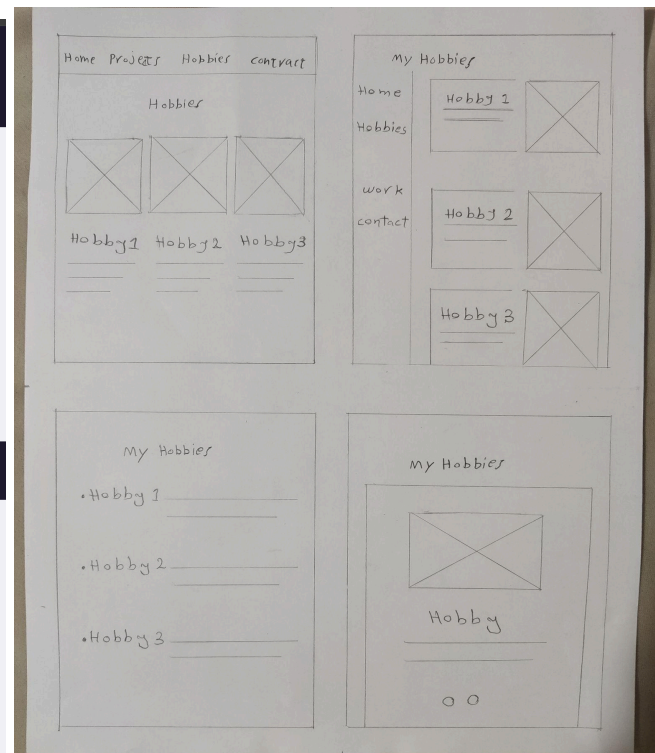 Home Projects Hobbies contract
Hobbies
Hobby1 Hobby2 Hobby3
My Hobbies
Home
Hobbies
work
contact
Hobby 1
Hobby 2
Hobby 3
My Hobbies
• Hobby 1
• Hobby 2
• Hobby 3
My Hobbies
Hobby